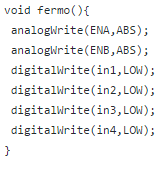 void fermo(){
analogWrite(ENA,ABS);
analogWrite(ENB,ABS);
digitalWrite(in1,LOW);
digitalWrite(in2,LOW);
digitalWrite(in3,LOW);
digitalWrite(in4,LOW);
}